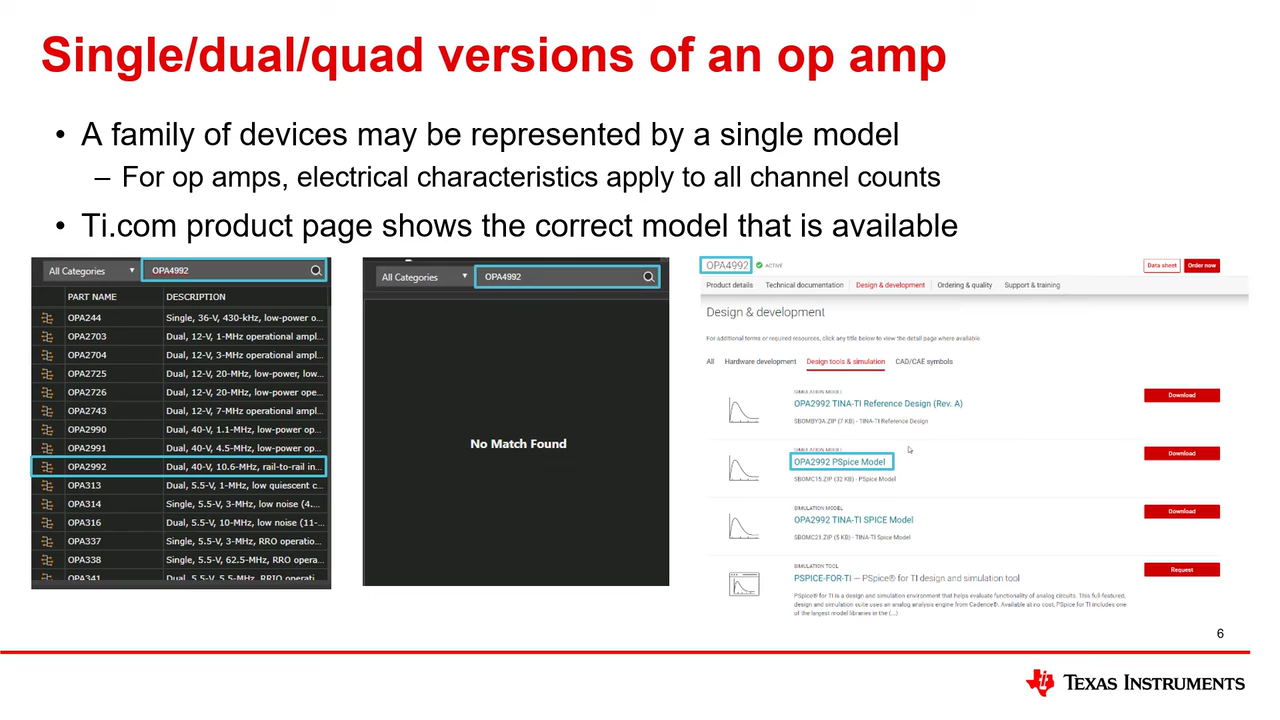 Single/dual/quad versions of an op amp
• A family of devices may be represented by a single model
– For op amps, electrical characteristics apply to all channel counts
• Ti.com product page shows the correct model that is available
All Categories ▼ OPA4992
PART NAME DESCRIPTION
OPA244 Single, 36-V, 430-kHz, low-power o...
OPA2703 Dual, 12-V, 1-MHz operational ampl...
OPA2704 Dual, 12-V, 3-MHz operational ampl...
OPA2725 Dual, 12-V, 20-MHz, low-power, low...
OPA2726 Dual, 12-V, 20-MHz, low-power ope...
OPA2743 Dual, 12-V, 7-MHz operational ampl...
OPA2990 Dual, 40-V, 1.1-MHz, low-power op...
OPA2991 Dual, 40-V, 4.5-MHz, low-power op...
OPA2992 Dual, 40-V, 10.6-MHz, rail-to-rail in...
OPA313 Dual, 5.5-V, 1-MHz, low quiescent c...
OPA314 Single, 5.5-V, 3-MHz, low noise (4....
OPA316 Dual, 5.5-V, 10-MHz, low noise (11-...
OPA337 Single, 5.5-V, 3-MHz, RRO operatio...
OPA338 Single, 5.5-V, 62.5-MHz, RRO opera...
OPA341 Dual, 5.5-V, 5.5-MHz, RRIO operati...
All Categories ▼ OPA4992
No Match Found
OPA4992 ACTIVE
Data sheet Order now
Product details Technical documentation Design & development Ordering & quality Support & training
Design & development
For additional terms or required resources, click any title below to view the detail page where available.
All Hardware development Design tools & simulation CAD/CAE symbols
SIMULATION MODEL
OPA2992 TINA-TI Reference Design (Rev. A)
SBOMBY3A.ZIP (7 KB) - TINA-TI Reference Design
Download
SIMULATION MODEL
OPA2992 PSpice Model
SBOMC15.ZIP (32 KB) - PSpice Model
Download
SIMULATION MODEL
OPA2992 TINA-TI SPICE Model
SBOMC21.ZIP (5 KB) - TINA-TI Spice Model
Download
SIMULATION TOOL
PSPICE-FOR-TI — PSpice® for TI design and simulation tool
Request
PSpice® for TI is a design and simulation environment that helps evaluate functionality of analog circuits. This full-featured,
design and simulation suite uses an analog analysis engine from Cadence®. Available at no cost, PSpice for TI includes one
of the largest model libraries in the (...)
6
TEXAS INSTRUMENTS